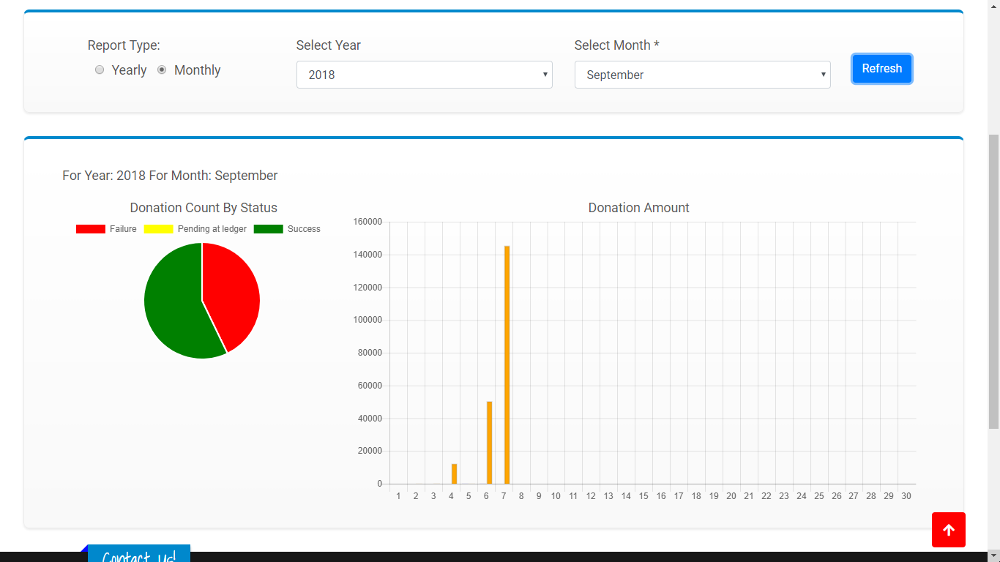 Report Type:
Select Year
Select Month *
Yearly
Monthly
2018
September
Refresh
For Year: 2018 For Month: September
Donation Count By Status
Failure
Pending at ledger
Success
Donation Amount
160000
140000
120000
100000
80000
60000
40000
20000
0
1 2 3 4 5 6 7 8 9 10 11 12 13 14 15 16 17 18 19 20 21 22 23 24 25 26 27 28 29 30
Contact Us!